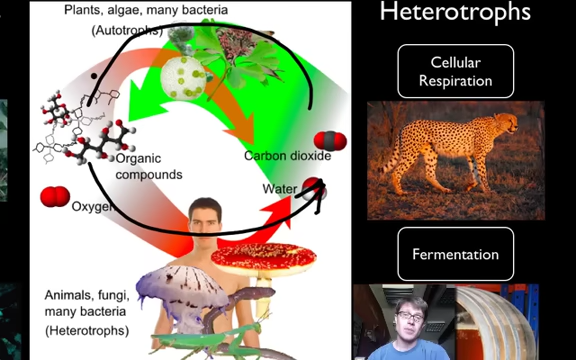 Plants, algae, many bacteria
(Autotrophs)
Organic
compounds
Oxygen
Carbon dioxide
Water
Animals, fungi,
many bacteria
(Heterotrophs)
Heterotrophs
Cellular
Respiration
Fermentation